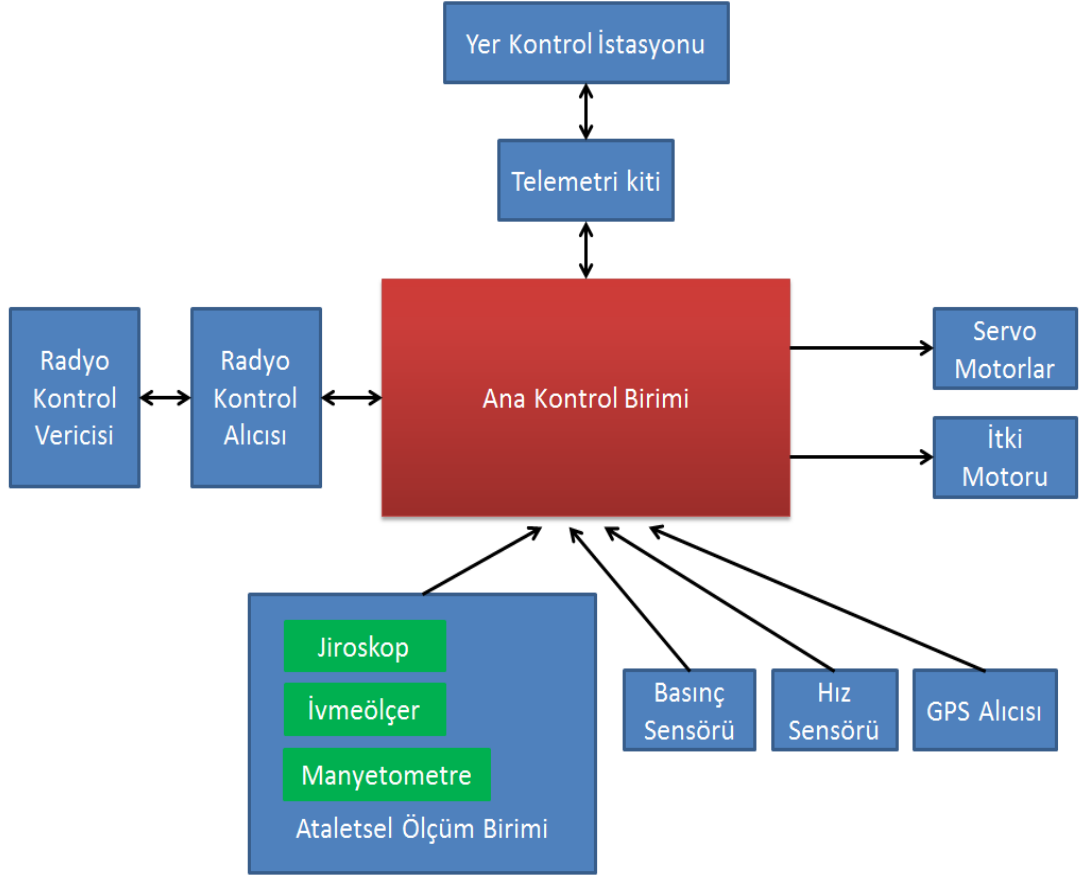 Yer Kontrol İstasyonu
Telemetri kiti
Radyo
Kontrol
Vericisi
Radyo
Kontrol
Alıcısı
Ana Kontrol Birimi
Servo
Motorlar
İtki
Motoru
Jiroskop
İvmeölçer
Manyetometre
Ataletsel Ölçüm Birimi
Basınç
Sensörü
Hız
Sensörü
GPS Alıcısı